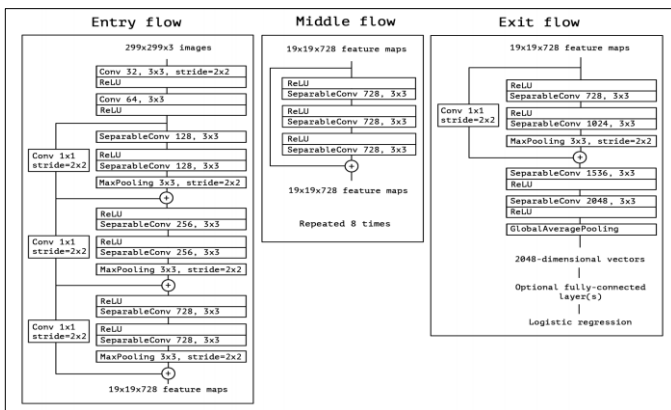 Entry flow
299x299x3 images
Conv 32, 3x3, stride=2x2
ReLU
Conv 64, 3x3
ReLU
SeparableConv 128, 3x3
Conv 1x1
stride=2x2
ReLU
SeparableConv 128, 3x3
MaxPooling 3x3, stride=2x2
+
ReLU
SeparableConv 256, 3x3
Conv 1x1
stride=2x2
ReLU
SeparableConv 256, 3x3
MaxPooling 3x3, stride=2x2
+
ReLU
SeparableConv 728, 3x3
Conv 1x1
stride=2x2
ReLU
SeparableConv 728, 3x3
MaxPooling 3x3, stride=2x2
+
19x19x728 feature maps
Middle flow
19x19x728 feature maps
ReLU
SeparableConv 728, 3x3
ReLU
SeparableConv 728, 3x3
ReLU
SeparableConv 728, 3x3
+
19x19x728 feature maps
Repeated 8 times
Exit flow
19x19x728 feature maps
ReLU
SeparableConv 728, 3x3
Conv 1x1
stride=2x2
ReLU
SeparableConv 1024, 3x3
MaxPooling 3x3, stride=2x2
+
SeparableConv 1536, 3x3
ReLU
SeparableConv 2048, 3x3
ReLU
GlobalAveragePooling
2048-dimensional vectors
Optional fully-connected
layer(s)
Logistic regression